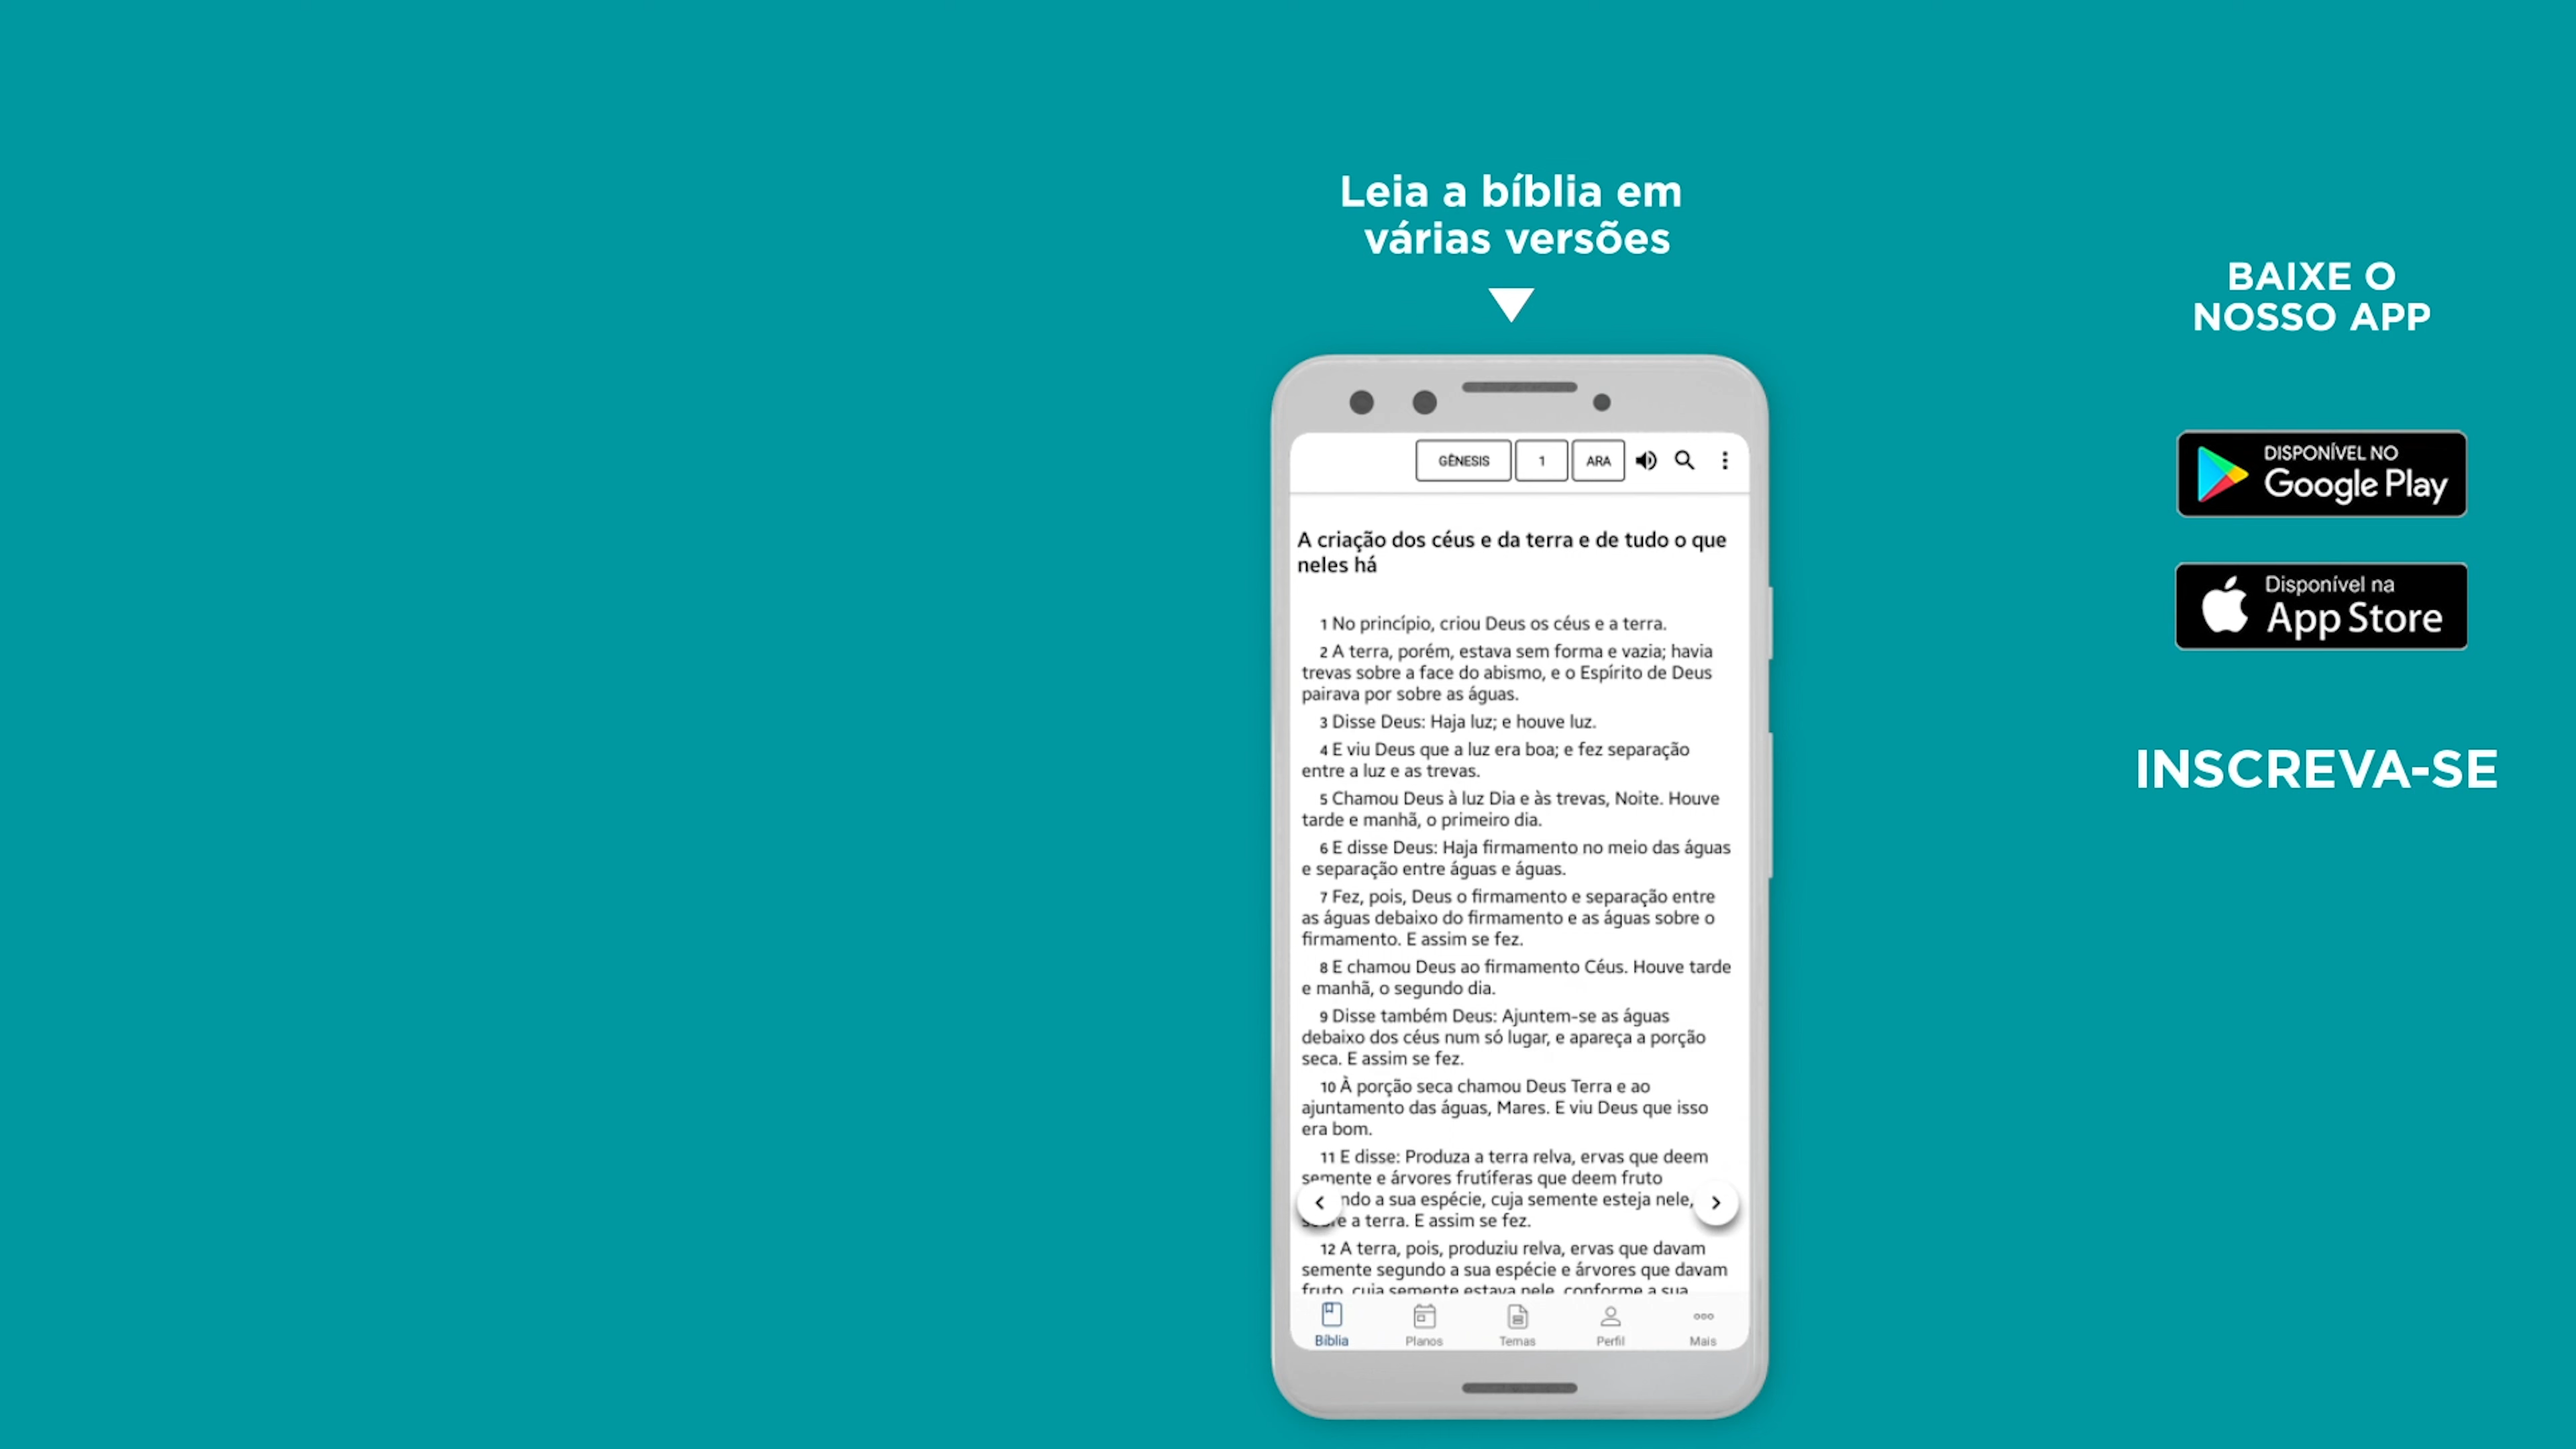 Leia a bíblia em
várias versões
BAIXE O
NOSSO APP
DISPONÍVEL NO
Google Play
Disponível na
App Store
INSCREVA-SE
GÊNESIS 1 ARA
A criação dos céus e da terra e de tudo o que
neles há
1 No princípio, criou Deus os céus e a terra.
2 A terra, porém, estava sem forma e vazia; havia
trevas sobre a face do abismo, e o Espírito de Deus
pairava por sobre as águas.
3 Disse Deus: Haja luz; e houve luz.
4 E viu Deus que a luz era boa; e fez separação
entre a luz e as trevas.
5 Chamou Deus à luz Dia e às trevas, Noite. Houve
tarde e manhã, o primeiro dia.
6 E disse Deus: Haja firmamento no meio das águas
e separação entre águas e águas.
7 Fez, pois, Deus o firmamento e separação entre
as águas debaixo do firmamento e as águas sobre o
firmamento. E assim se fez.
8 E chamou Deus ao firmamento Céus. Houve tarde
e manhã, o segundo dia.
9 Disse também Deus: Ajuntem-se as águas
debaixo dos céus num só lugar, e apareça a porção
seca. E assim se fez.
10 À porção seca chamou Deus Terra e ao
ajuntamento das águas, Mares. E viu Deus que isso
era bom.
11 E disse: Produza a terra relva, ervas que deem
semente e árvores frutíferas que deem fruto
a sua espécie, cuja semente esteja nele,
a terra. E assim se fez.
12 A terra, pois, produziu relva, ervas que davam
semente segundo a sua espécie e árvores que davam
fruto, cuja semente estava nele, conforme a sua
Bíblia Planos Temas Perfil Mais